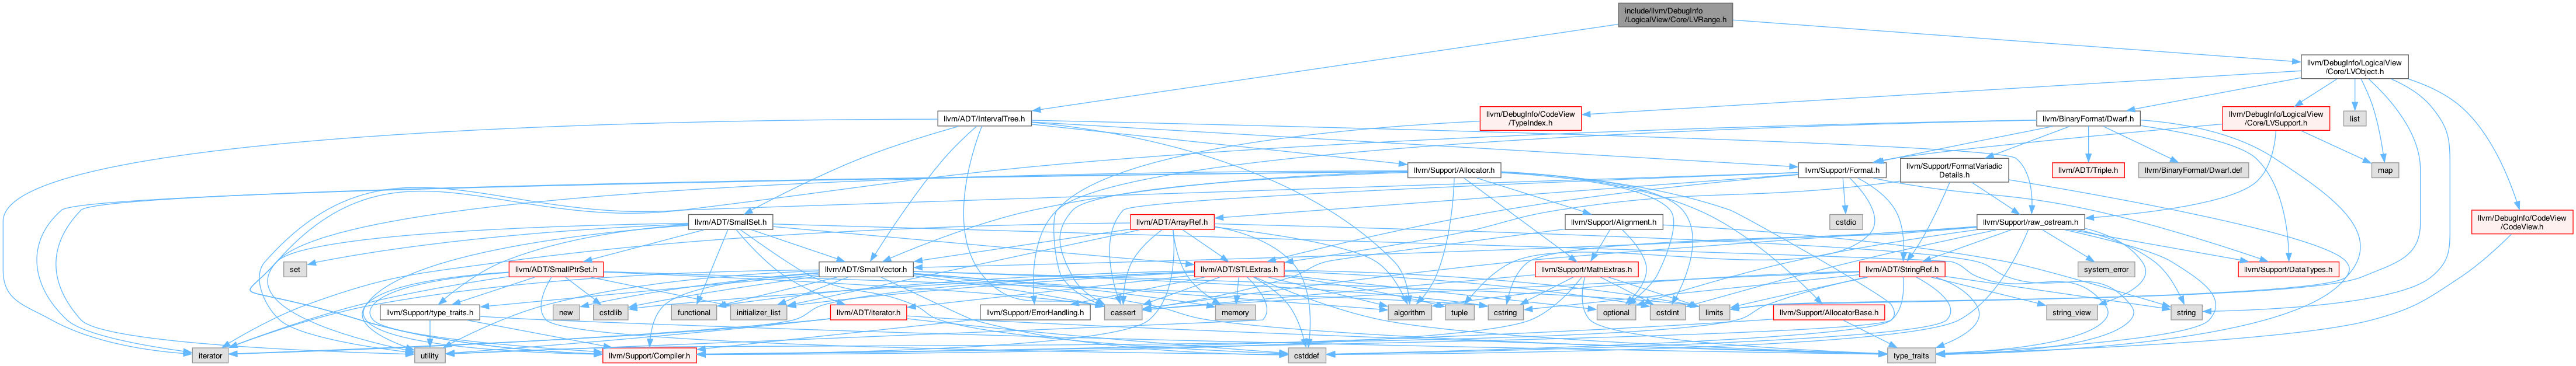 include/llvm/DebugInfo
/LogicalView/Core/LVRange.h
llvm/DebugInfo/LogicalView
/Core/LVObject.h
llvm/ADT/IntervalTree.h
llvm/DebugInfo/CodeView
/TypeIndex.h
llvm/BinaryFormat/Dwarf.h
llvm/DebugInfo/LogicalView
/Core/LVSupport.h
list
llvm/Support/Allocator.h
llvm/Support/Format.h
llvm/Support/FormatVariadic
Details.h
llvm/ADT/Triple.h
llvm/BinaryFormat/Dwarf.def
map
llvm/ADT/SmallSet.h
llvm/ADT/ArrayRef.h
llvm/Support/Alignment.h
cstdio
llvm/Support/raw_ostream.h
llvm/DebugInfo/CodeView
/CodeView.h
set
llvm/ADT/SmallPtrSet.h
llvm/ADT/SmallVector.h
llvm/ADT/STLExtras.h
llvm/Support/MathExtras.h
llvm/ADT/StringRef.h
system_error
llvm/Support/DataTypes.h
llvm/Support/type_traits.h
new
cstdlib
functional
initializer_list
llvm/ADT/iterator.h
llvm/Support/ErrorHandling.h
cassert
memory
algorithm
tuple
cstring
optional
cstdint
limits
llvm/Support/AllocatorBase.h
string_view
string
iterator
utility
llvm/Support/Compiler.h
cstddef
type_traits